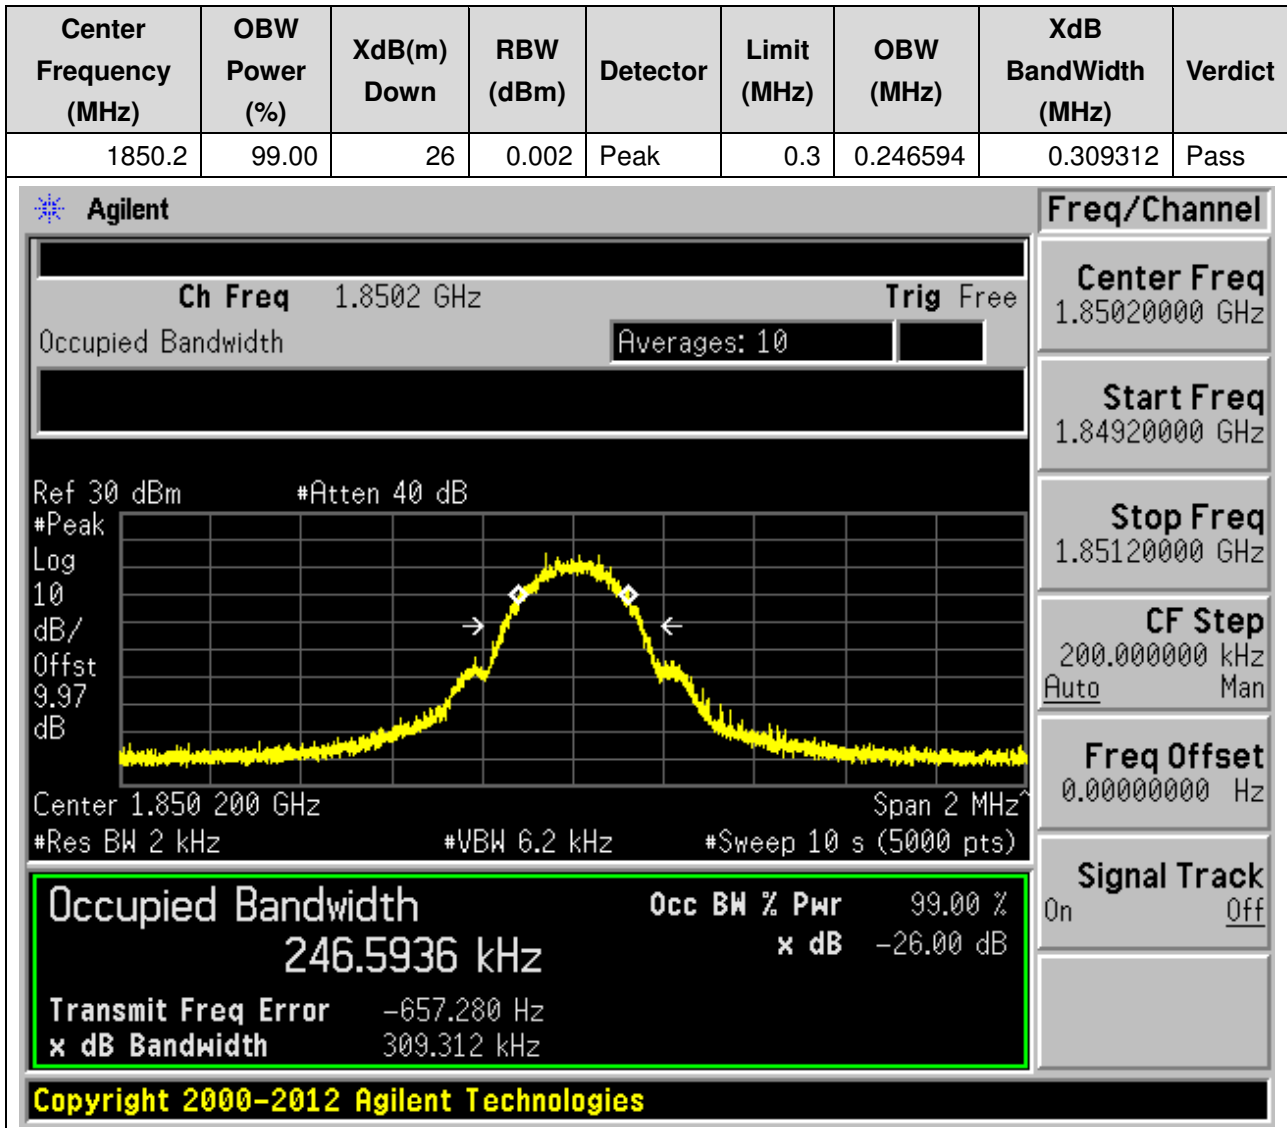 Center Frequency (MHz) OBW Power (%) XdB(m) Down RBW (dBm) Detector Limit (MHz) OBW (MHz) XdB BandWidth (MHz) Verdict
1850.2 99.00 26 0.002 Peak 0.3 0.246594 0.309312 Pass
Agilent
Freq/Channel
Ch Freq 1.8502 GHz Trig Free
Occupied Bandwidth Averages: 10
Center Freq
1.85020000 GHz
Start Freq
1.84920000 GHz
Stop Freq
1.85120000 GHz
CF Step
200.000000 kHz
Auto Man
Freq Offset
0.00000000 Hz
Signal Track
On Off
Ref 30 dBm #Atten 40 dB
#Peak
Log
10
dB/
Offst
9.97
dB
Center 1.850 200 GHz Span 2 MHz^
#Res BW 2 kHz #VBW 6.2 kHz #Sweep 10 s (5000 pts)
Occupied Bandwidth Occ BW % Pwr 99.00 %
246.5936 kHz x dB -26.00 dB
Transmit Freq Error -657.280 Hz
x dB Bandwidth 309.312 kHz
Copyright 2000-2012 Agilent Technologies